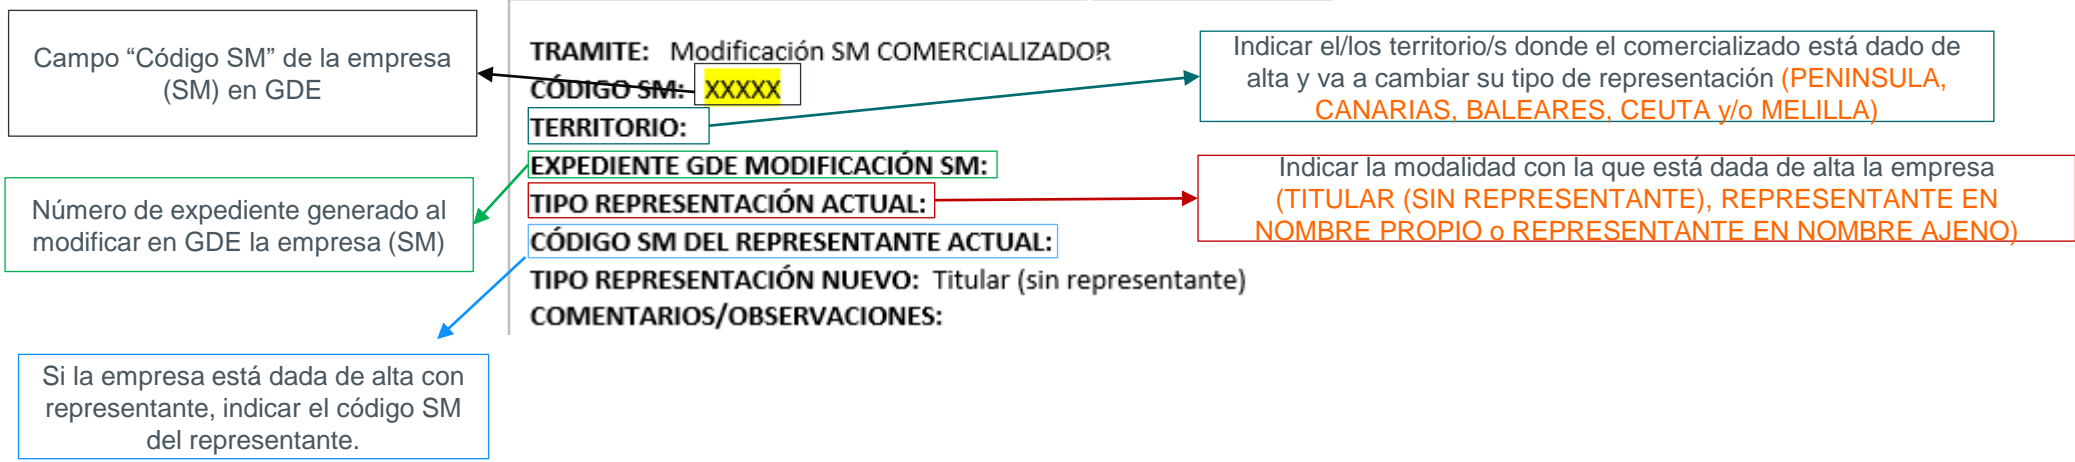 Campo “Código SM” de la empresa
(SM) en GDE
Número de expediente generado al
modificar en GDE la empresa (SM)
Si la empresa está dada de alta con
representante, indicar el código SM
del representante.
TRAMITE: Modificación SM COMERCIALIZADOR
CÓDIGO SM: XXXXX
TERRITORIO:
EXPEDIENTE GDE MODIFICACIÓN SM:
TIPO REPRESENTACIÓN ACTUAL:
CÓDIGO SM DEL REPRESENTANTE ACTUAL:
TIPO REPRESENTACIÓN NUEVO: Titular (sin representante)
COMENTARIOS/OBSERVACIONES:
Indicar el/los territorio/s donde el comercializado está dado de
alta y va a cambiar su tipo de representación (PENINSULA,
CANARIAS, BALEARES, CEUTA y/o MELILLA)
Indicar la modalidad con la que está dada de alta la empresa
(TITULAR (SIN REPRESENTANTE), REPRESENTANTE EN
NOMBRE PROPIO o REPRESENTANTE EN NOMBRE AJENO)